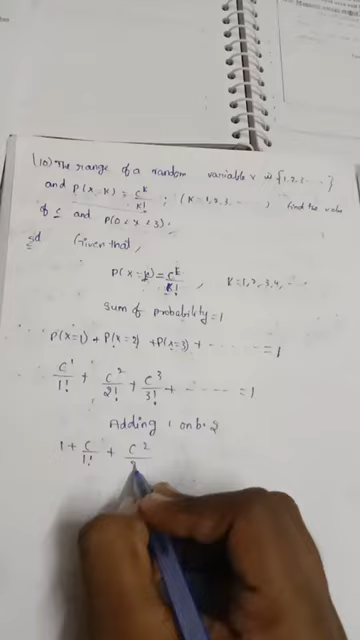 (10) The range of a random variable x is {1,2,3.....}
and P(x=k) = c^k/k! ; (k=1,2,3,......) find the value
of c and P(0<x<3).
Sol Given that,
P(x=k) = c^k/k! , k=1,2,3,4,...
Sum of probability = 1
P(x=1) + P(x=2) + P(x=3) + ....... = 1
c^1/1! + c^2/2! + c^3/3! + ...... = 1
Adding 1 on b.
1 + c/1! + c^2/